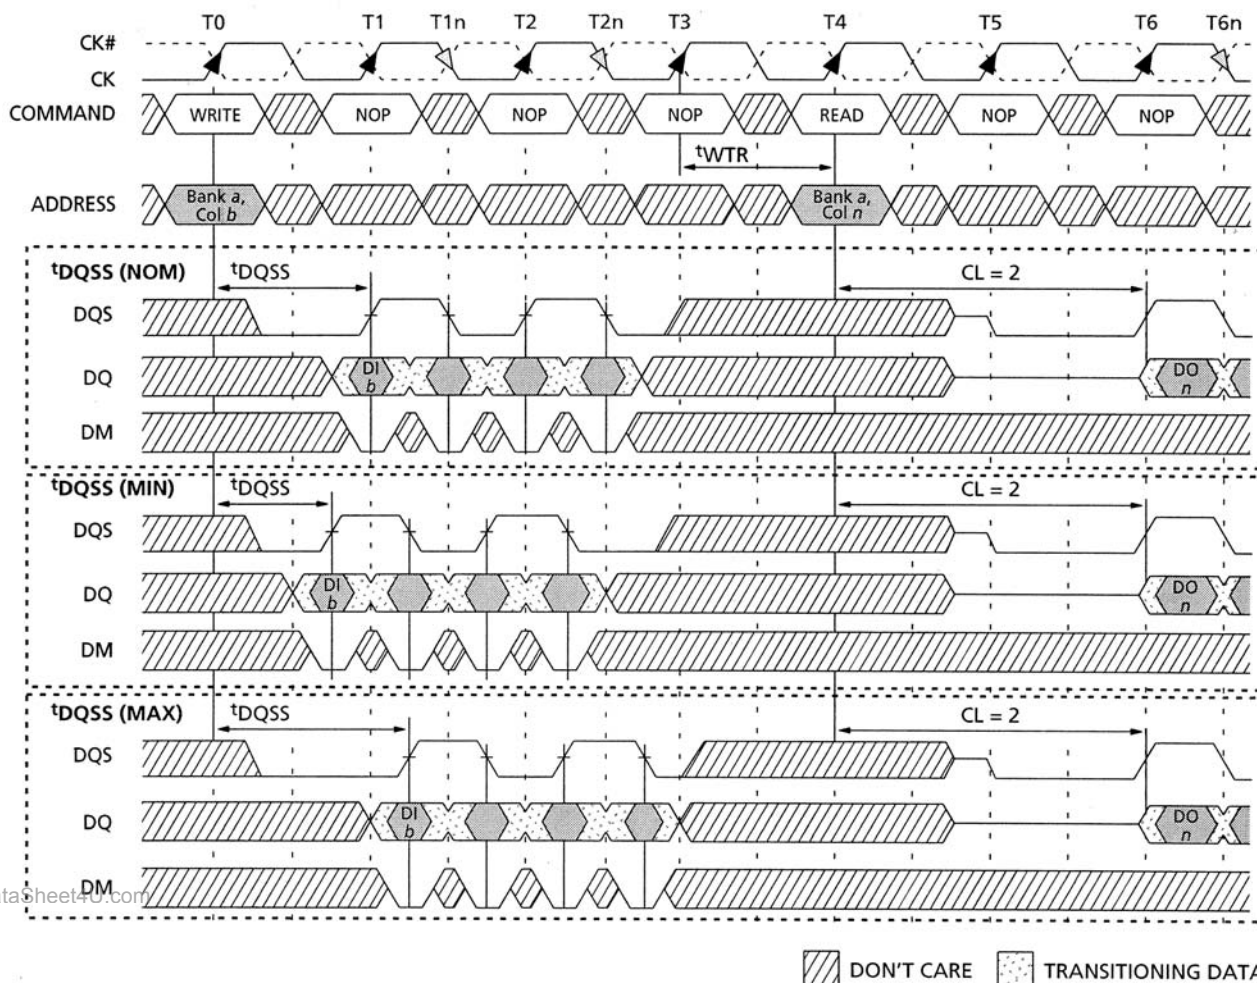 T0 T1 T1n T2 T2n T3 T4 T5 T6 T6n
CK#
CK
COMMAND WRITE NOP NOP NOP READ NOP NOP
tWTR
ADDRESS Bank a, Col b Bank a, Col n
tDQSS (NOM) tDQSS CL = 2
DQS
DQ DI b DO n
DM
tDQSS (MIN) tDQSS CL = 2
DQS
DQ DI b DO n
DM
tDQSS (MAX) tDQSS CL = 2
DQS
DQ DI b DO n
DM
ataSheet4U.com
DON'T CARE TRANSITIONING DATA